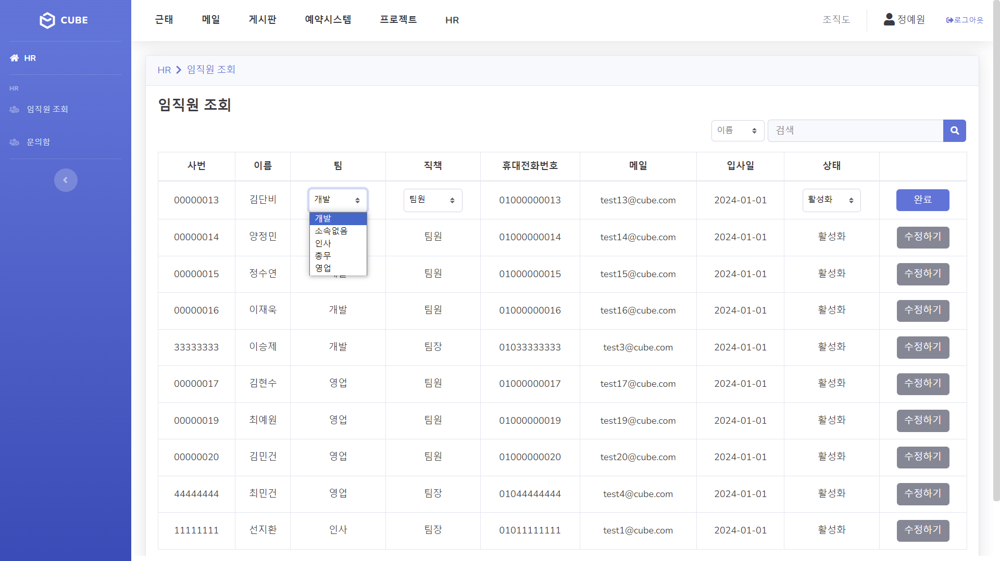 CUBE
근태 메일 게시판 예약시스템 프로젝트 HR 조직도 정예원 로그아웃
HR
HR
임직원 조회
문의함
HR > 임직원 조회
임직원 조회
이름 검색
사번 이름 팀 직책 휴대전화번호 메일 입사일 상태
00000013 김단비 개발 팀원 01000000013 test13@cube.com 2024-01-01 활성화 완료
개발
소속없음
인사
총무
영업
00000014 양정민 팀원 01000000014 test14@cube.com 2024-01-01 활성화 수정하기
00000015 정수연 팀원 01000000015 test15@cube.com 2024-01-01 활성화 수정하기
00000016 이재욱 개발 팀원 01000000016 test16@cube.com 2024-01-01 활성화 수정하기
33333333 이승제 개발 팀장 01033333333 test3@cube.com 2024-01-01 활성화 수정하기
00000017 김현수 영업 팀원 01000000017 test17@cube.com 2024-01-01 활성화 수정하기
00000019 최예원 영업 팀원 01000000019 test19@cube.com 2024-01-01 활성화 수정하기
00000020 김민건 영업 팀원 01000000020 test20@cube.com 2024-01-01 활성화 수정하기
44444444 최민건 영업 팀장 01044444444 test4@cube.com 2024-01-01 활성화 수정하기
11111111 선지환 인사 팀장 01011111111 test1@cube.com 2024-01-01 활성화 수정하기